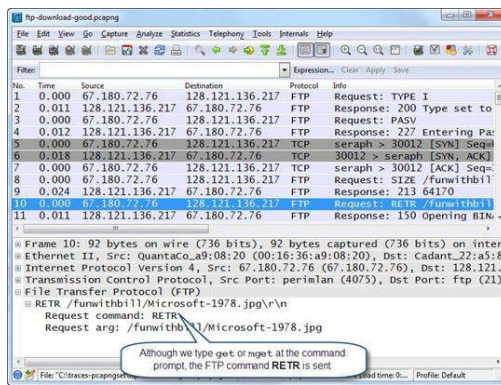 ftp-download-good.pcapng
File Edit View Go Capture Analyze Statistics Telephony Tools Internals Help
Filter: Expression... Clear Apply Save
No. Time Source Destination Protocol Info
1 0.000 67.180.72.76 128.121.136.217 FTP Request: TYPE I
2 0.011 128.121.136.217 67.180.72.76 FTP Response: 200 Type set to
3 0.000 67.180.72.76 128.121.136.217 FTP Request: PASV
4 0.012 128.121.136.217 67.180.72.76 FTP Response: 227 Entering Pas
5 0.000 67.180.72.76 128.121.136.217 TCP seraph > 30012 [SYN] Seq=
6 0.018 128.121.136.217 67.180.72.76 TCP 30012 > seraph [SYN, ACK]
7 0.000 67.180.72.76 128.121.136.217 TCP seraph > 30012 [ACK] Seq=
8 0.000 67.180.72.76 128.121.136.217 FTP Request: SIZE /funwithbil
9 0.024 128.121.136.217 67.180.72.76 FTP Response: 213 64170
10 0.000 67.180.72.76 128.121.136.217 FTP Request: RETR /funwithbil
11 0.011 128.121.136.217 67.180.72.76 FTP Response: 150 Opening BINA
Frame 10: 92 bytes on wire (736 bits), 92 bytes captured (736 bits) on inter
Ethernet II, Src: QuantaCo_a9:08:20 (00:16:36:a9:08:20), Dst: Cadant_22:a5:8
Internet Protocol Version 4, Src: 67.180.72.76 (67.180.72.76), Dst: 128.121.
Transmission Control Protocol, Src Port: perimlan (4075), Dst Port: ftp (21)
File Transfer Protocol (FTP)
RETR /funwithbill/Microsoft-1978.jpg\r\n
Request command: RETR
Request arg: /funwithbill/Microsoft-1978.jpg
Although we type get or mget at the command
prompt, the FTP command RETR is sent
File: "C:\traces-pcapngset load time: 0:... Profile: Default